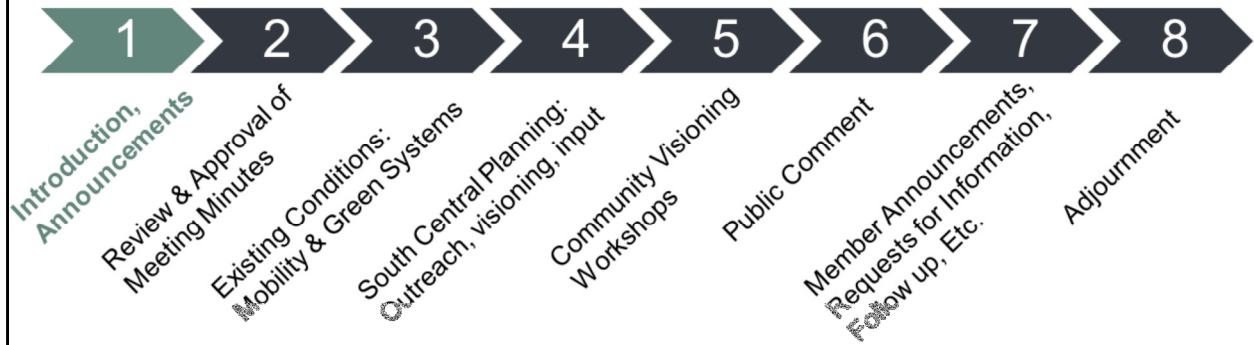 1 2 3 4 5 6 7 8
Introduction,
Announcements
Review & Approval of
Meeting Minutes
Existing Conditions:
Mobility & Green Systems
South Central Planning:
Outreach, visioning, input
Community Visioning
Workshops
Public Comment
Member Announcements,
Requests for Information,
Follow up, Etc.
Adjournment